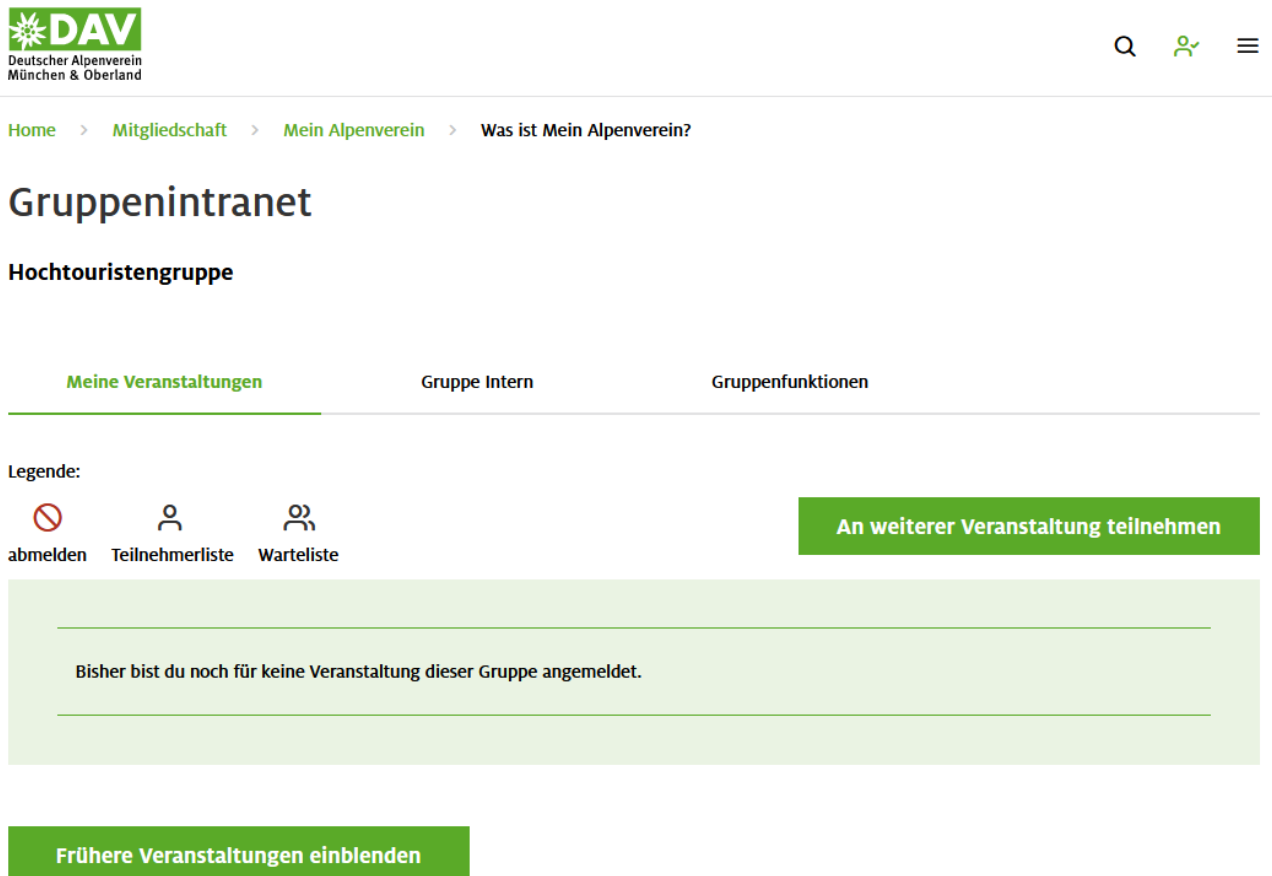 DAV
Deutscher Alpenverein
München & Oberland
Home > Mitgliedschaft > Mein Alpenverein > Was ist Mein Alpenverein?
Gruppenintranet
Hochtouristengruppe
Meine Veranstaltungen Gruppe Intern Gruppenfunktionen
Legende:
abmelden Teilnehmerliste Warteliste
An weiterer Veranstaltung teilnehmen
Bisher bist du noch für keine Veranstaltung dieser Gruppe angemeldet.
Frühere Veranstaltungen einblenden